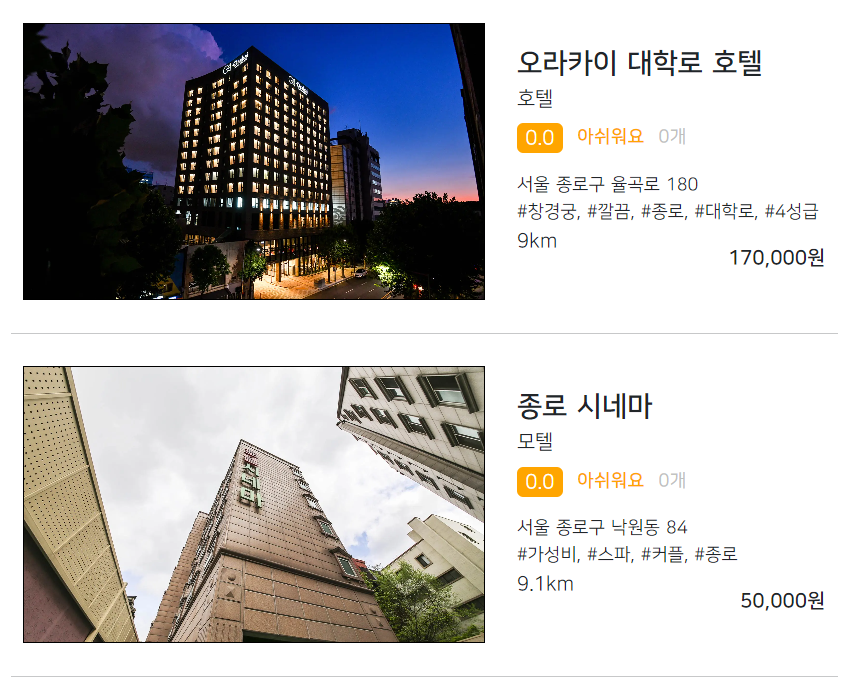 오라카이 대학로 호텔
호텔
0.0 아쉬워요 0개
서울 종로구 율곡로 180
#창경궁, #깔끔, #종로, #대학로, #4성급
9km
170,000원
시네마
종로 시네마
모텔
0.0 아쉬워요 0개
서울 종로구 낙원동 84
#가성비, #스파, #커플, #종로
9.1km
50,000원